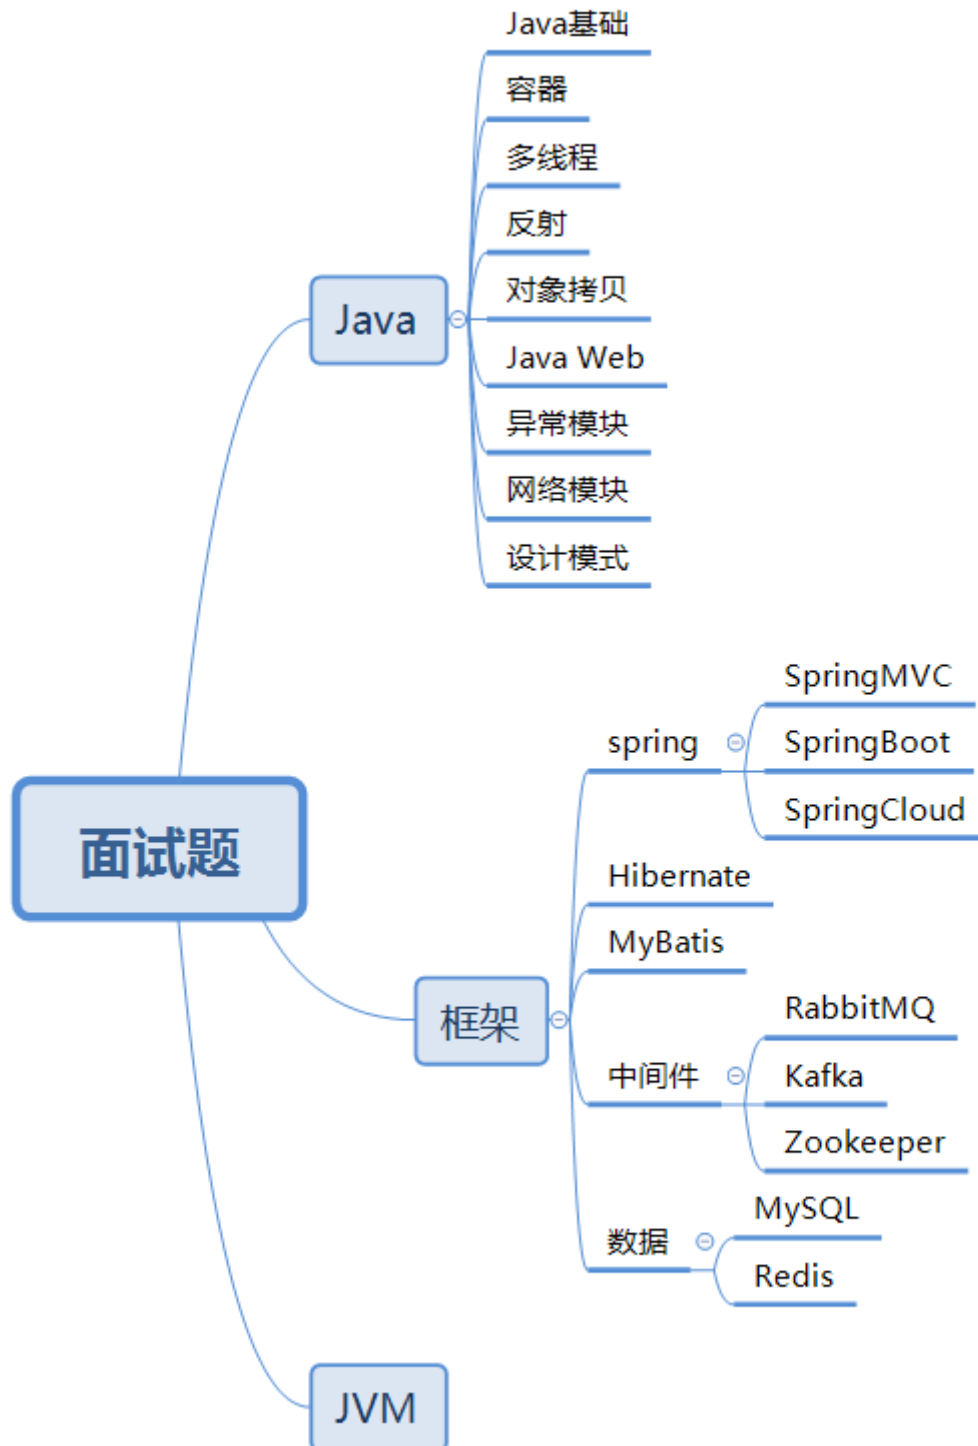 面试题
Java
Java基础
容器
多线程
反射
对象拷贝
Java Web
异常模块
网络模块
设计模式
框架
spring
SpringMVC
SpringBoot
SpringCloud
Hibernate
MyBatis
中间件
RabbitMQ
Kafka
Zookeeper
数据
MySQL
Redis
JVM